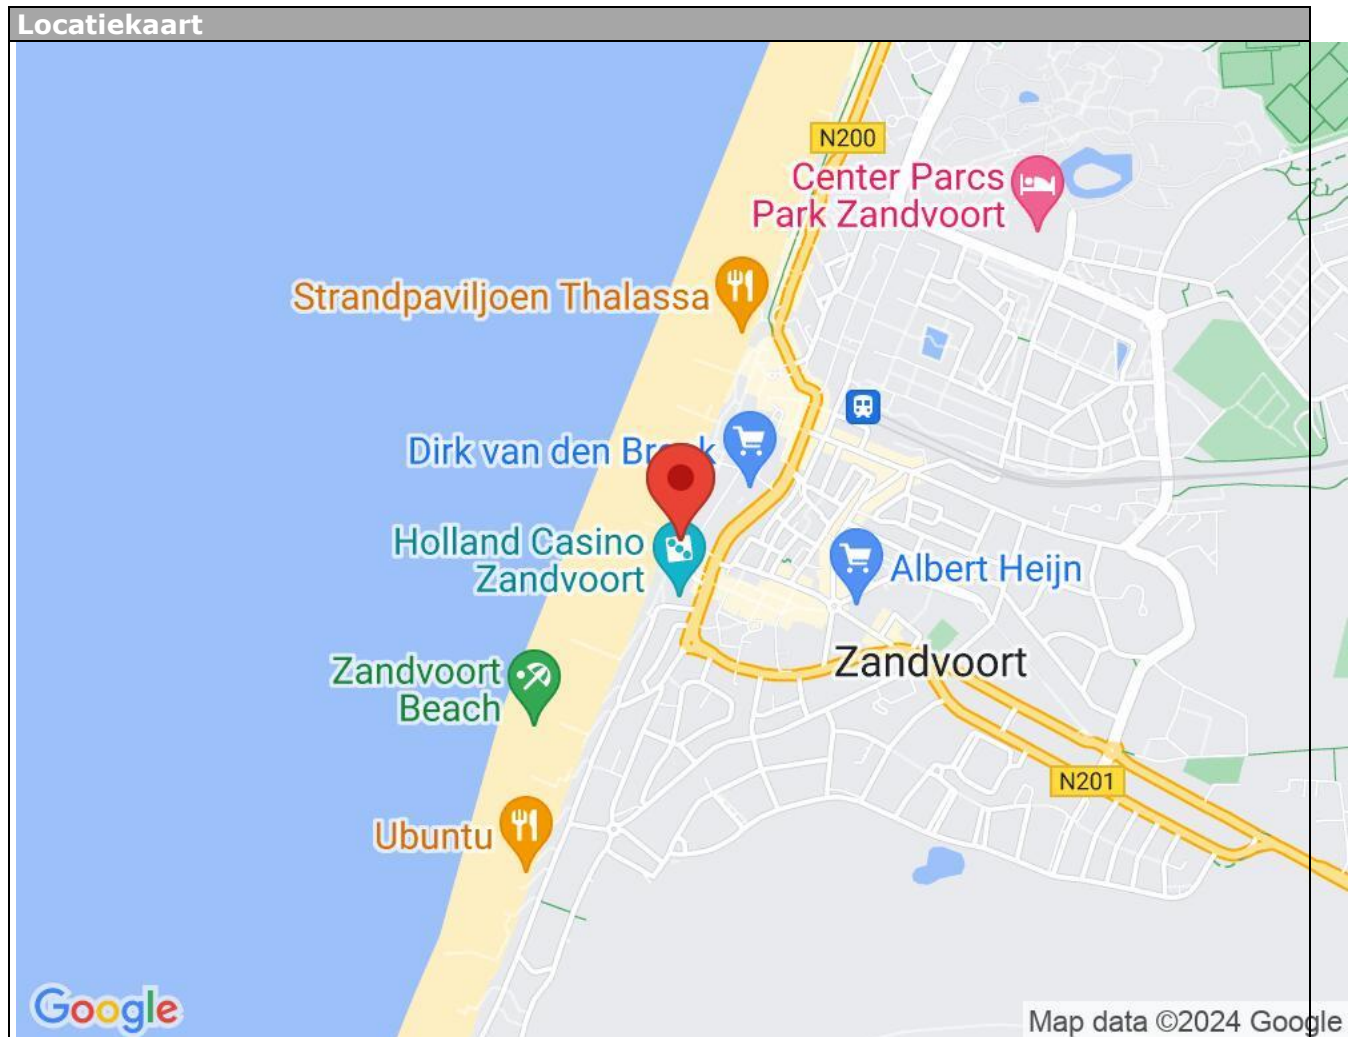 Locatiekaart
N200
Center Parcs
Park Zandvoort
Strandpaviljoen Thalassa
Dirk van den
Holland Casino
Zandvoort
Albert Heijn
Zandvoort
Beach
Zandvoort
N201
Ubuntu
Google
Map data ©2024 Google